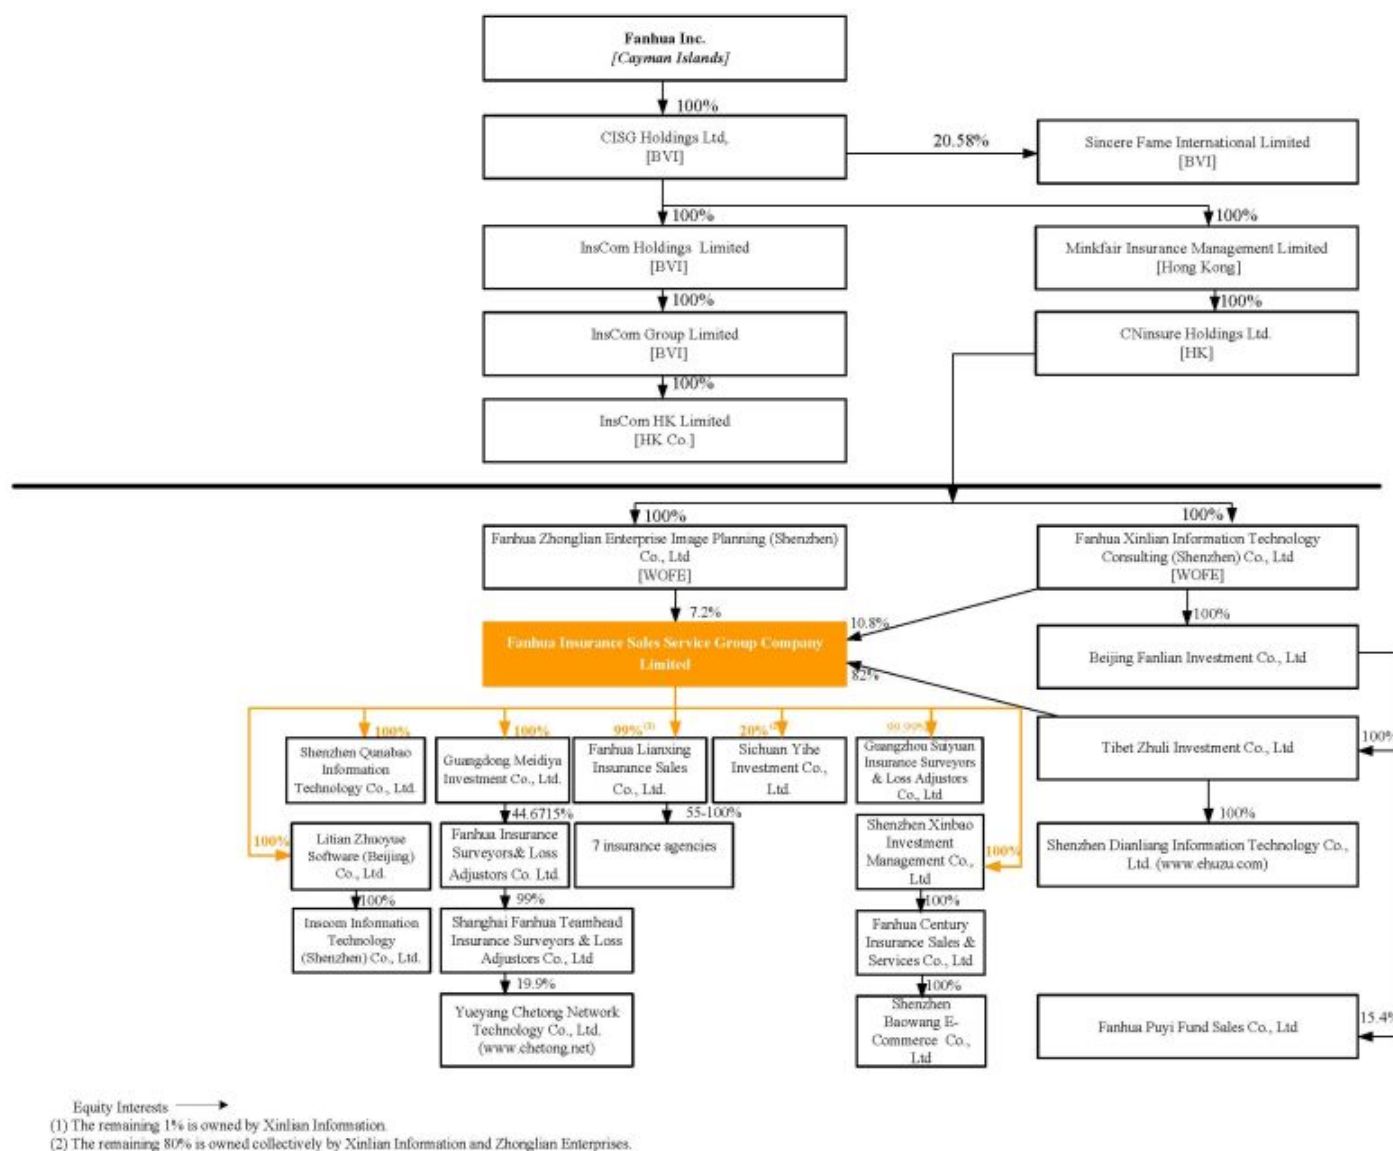 Fanhua Inc.
[Cayman Islands]
100%
CISG Holdings Ltd,
[BVI]
20.58%
Sincere Fame International Limited
[BVI]
100%
100%
InsCom Holdings Limited
[BVI]
Minkfair Insurance Management Limited
[Hong Kong]
100%
100%
InsCom Group Limited
[BVI]
CNinsure Holdings Ltd.
[HK]
100%
InsCom HK Limited
[HK Co.]
100%
100%
Fanhua Zhonglian Enterprise Image Planning (Shenzhen)
Co., Ltd
[WOFE]
Fanhua Xinlian Information Technology
Consulting (Shenzhen) Co., Ltd
[WOFE]
7.2%
10.8%
100%
Fanhua Insurance Sales Service Group Company
Limited
82%
Beijing Fanlian Investment Co., Ltd
100%
100%
99%(1)
20%(2)
99.99%
Shenzhen Qunabao
Information
Technology Co., Ltd.
Guangdong Meidiya
Investment Co., Ltd.
Fanhua Lianxing
Insurance Sales
Co., Ltd.
Sichuan Yihe
Investment Co.,
Ltd.
Guangzhou Suiyuan
Insurance Surveyors
& Loss Adjustors
Co., Ltd
Tibet Zhuli Investment Co., Ltd
100%
44.6715%
55-100%
100%
100%
Litian Zhuoyue
Software (Beijing)
Co., Ltd.
Fanhua Insurance
Surveyors& Loss
Adjustors Co. Ltd.
7 insurance agencies
Shenzhen Xinbao
Investment
Management Co.,
Ltd
100%
Shenzhen Dianliang Information Technology Co.,
Ltd. (www.ehuzu.com)
100%
99%
100%
Inscom Information
Technology
(Shenzhen) Co., Ltd.
Shanghai Fanhua Teamhead
Insurance Surveyors & Loss
Adjustors Co., Ltd
Fanhua Century
Insurance Sales &
Services Co., Ltd
19.9%
100%
Yueyang Chetong Network
Technology Co., Ltd.
(www.chetong.net)
Shenzhen
Baowang E-
Commerce Co.,
Ltd
Fanhua Puyi Fund Sales Co., Ltd
15.4%
Equity Interests
(1) The remaining 1% is owned by Xinlian Information.
(2) The remaining 80% is owned collectively by Xinlian Information and Zhonglian Enterprises.